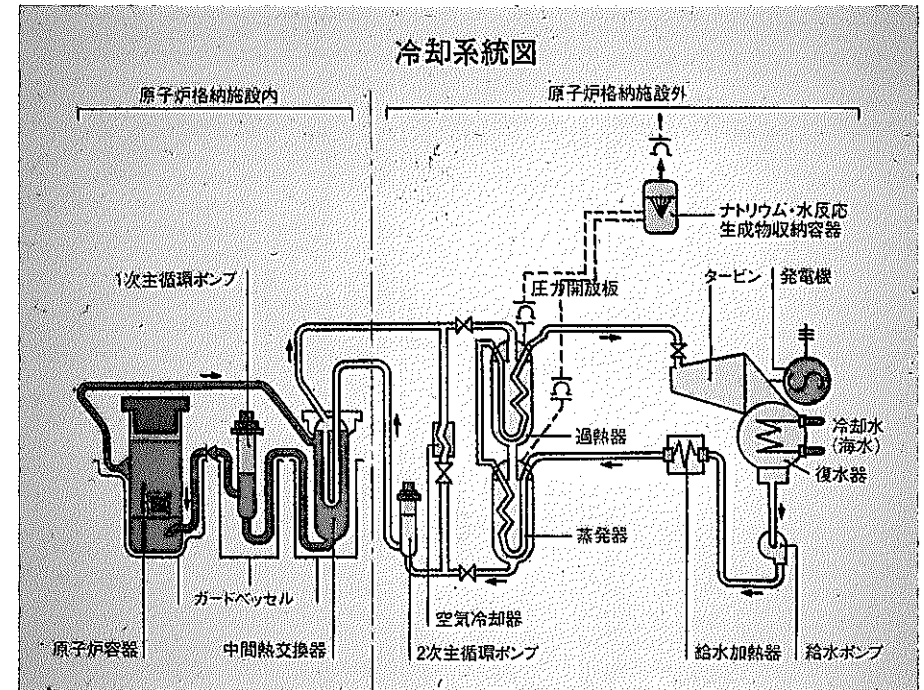 冷却系統図
原子炉格納施設内
原子炉格納施設外
ナトリウム・水反応
生成物収納容器
1次主循環ポンプ
圧力開放板
タービン
発電機
過熱器
冷却水
(海水)
復水器
蒸発器
ガードベッセル
空気冷却器
原子炉容器
中間熱交換器
2次主循環ポンプ
給水加熱器
給水ポンプ